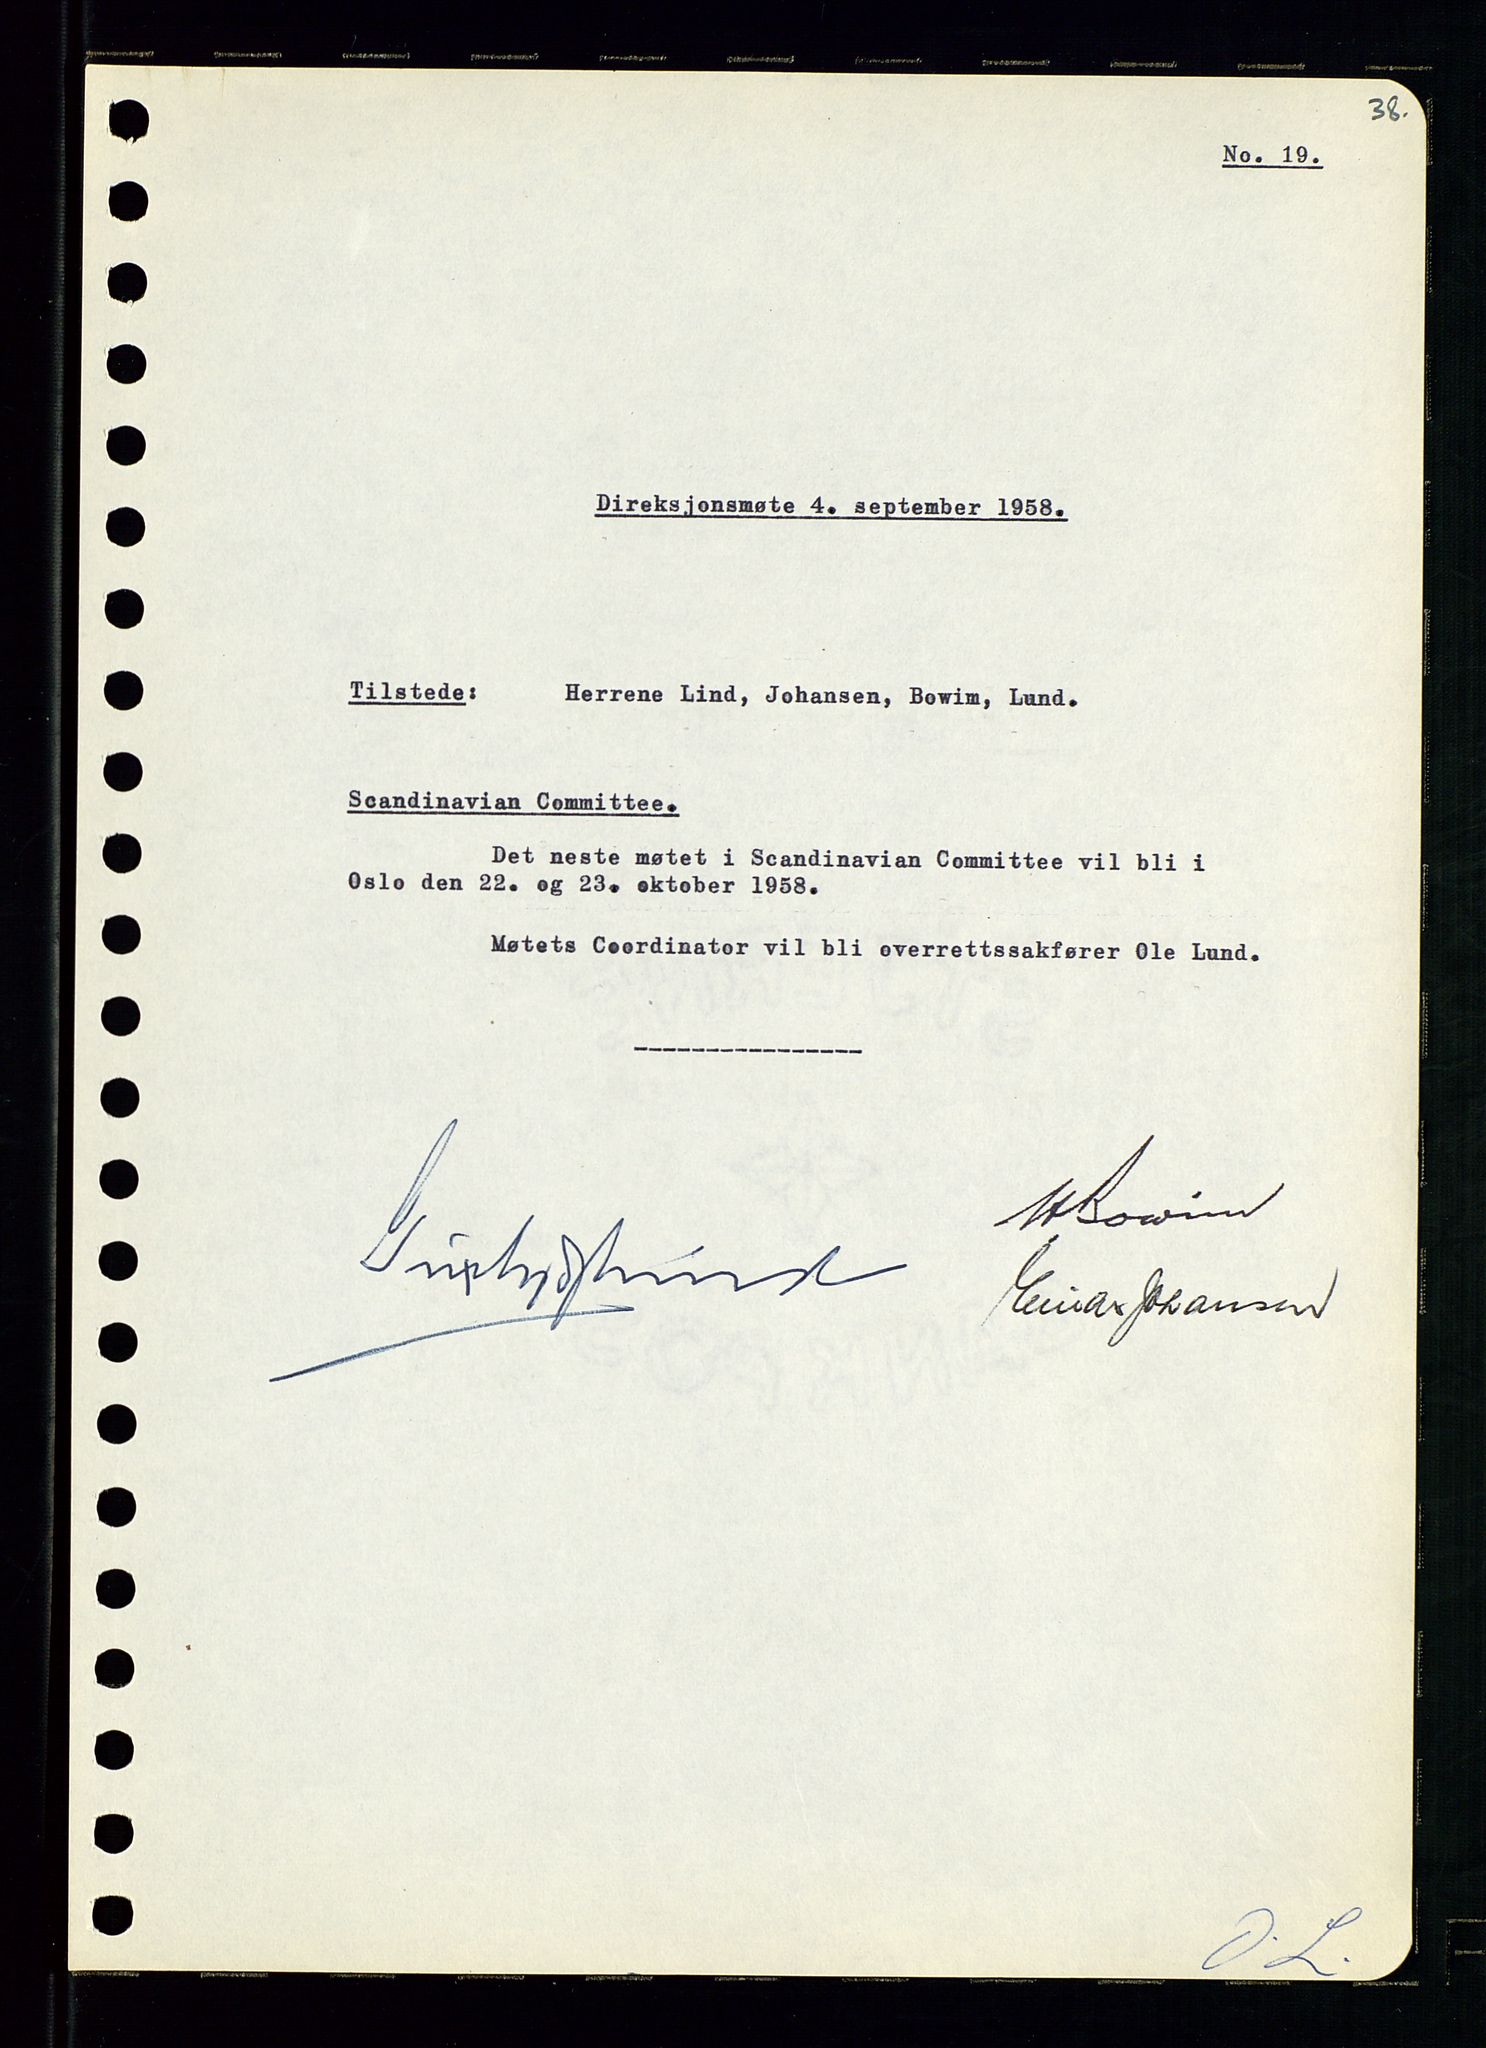 38.
No. 19.
Direksjonsmøte 4. september 1958.
Tilstede: Herrene Lind, Johansen, Bowim, Lund.
Scandinavian Committee.
Det neste møtet i Scandinavian Committee vil bli i
Oslo den 22. og 23. oktober 1958.
Møtets Coordinator vil bli overrettssakfører Ole Lund.
----------------
Bowim
Einar Johansen
O. L.